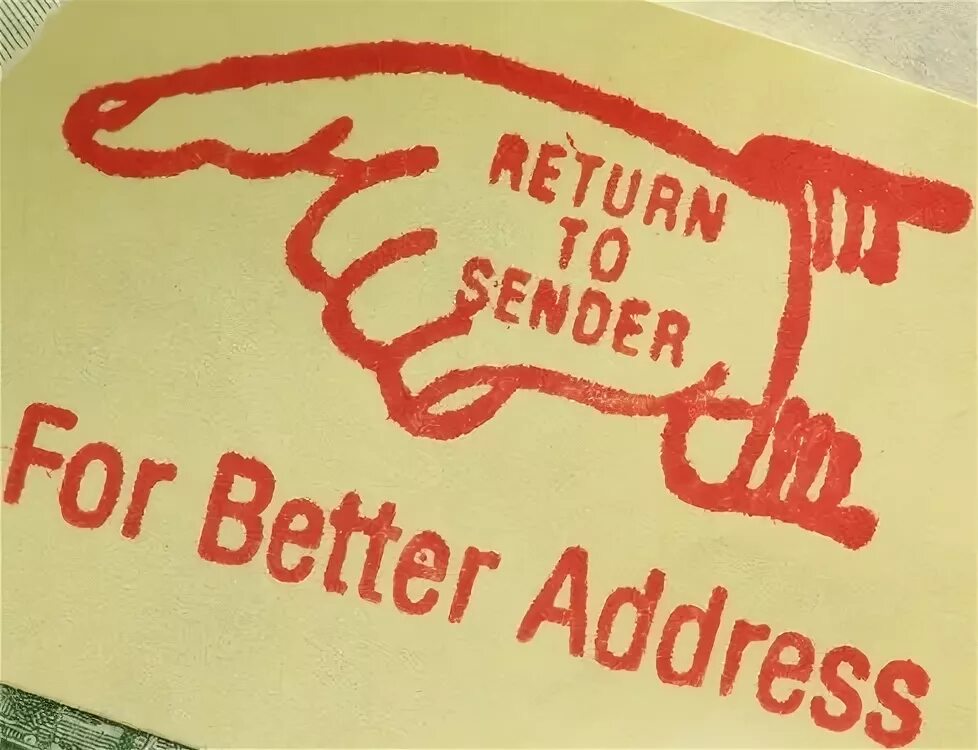 RETURN
TO
SENDER
For Better Address